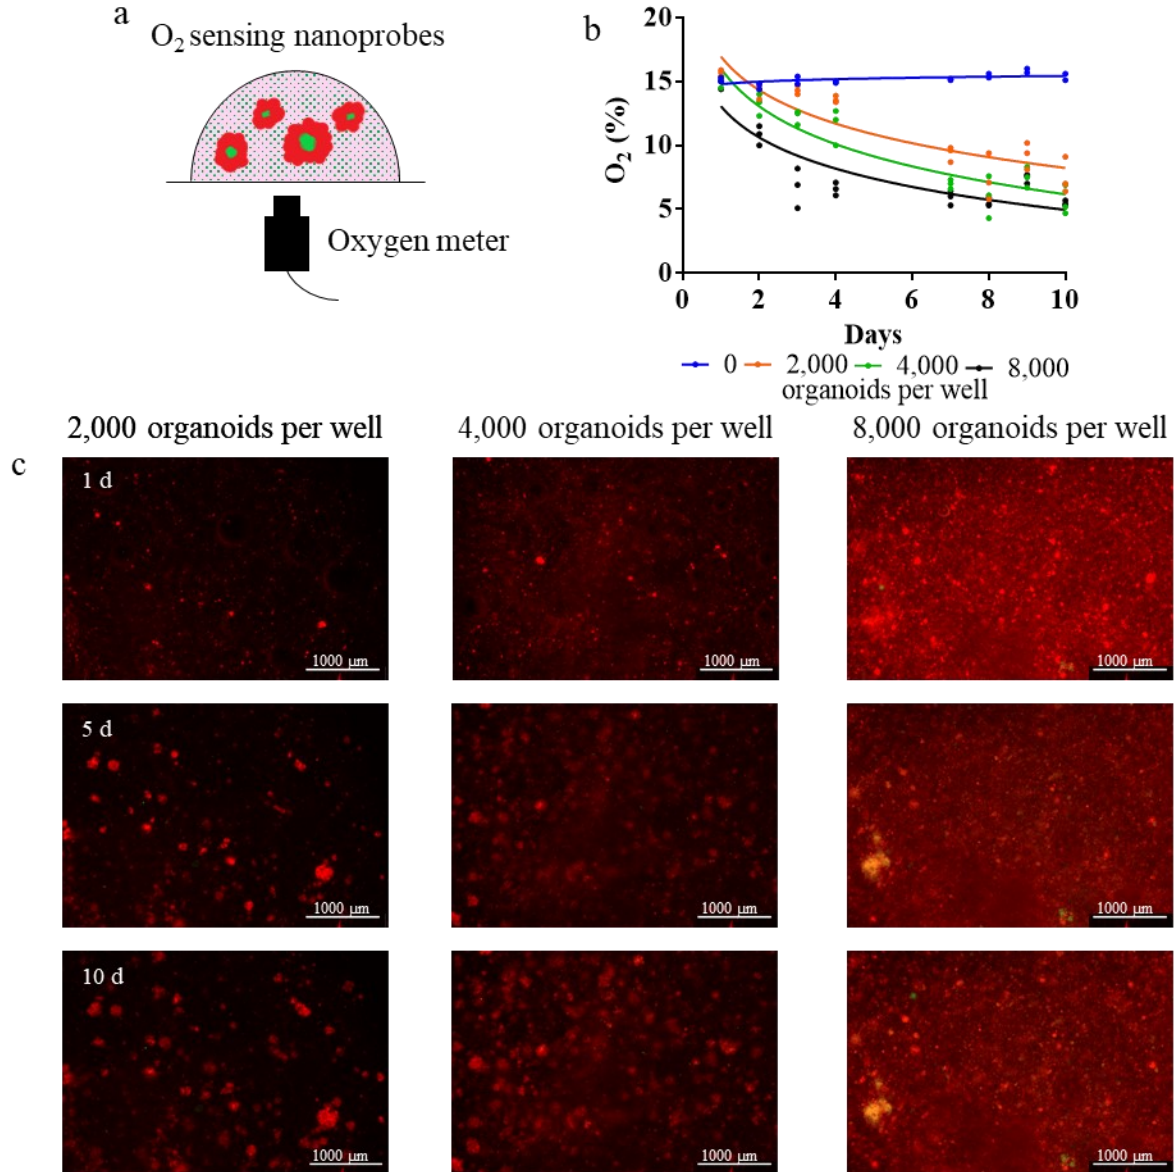 a
O2 sensing nanoprobes
Oxygen meter
b
20
15
10
5
0
O2 (%)
0 2 4 6 8 10
Days
0 2,000 4,000 8,000
organoids per well
2,000 organoids per well 4,000 organoids per well 8,000 organoids per well
c
1 d
1000 µm 1000 µm 1000 µm
5 d
1000 µm 1000 µm 1000 µm
10 d
1000 µm 1000 µm 1000 µm